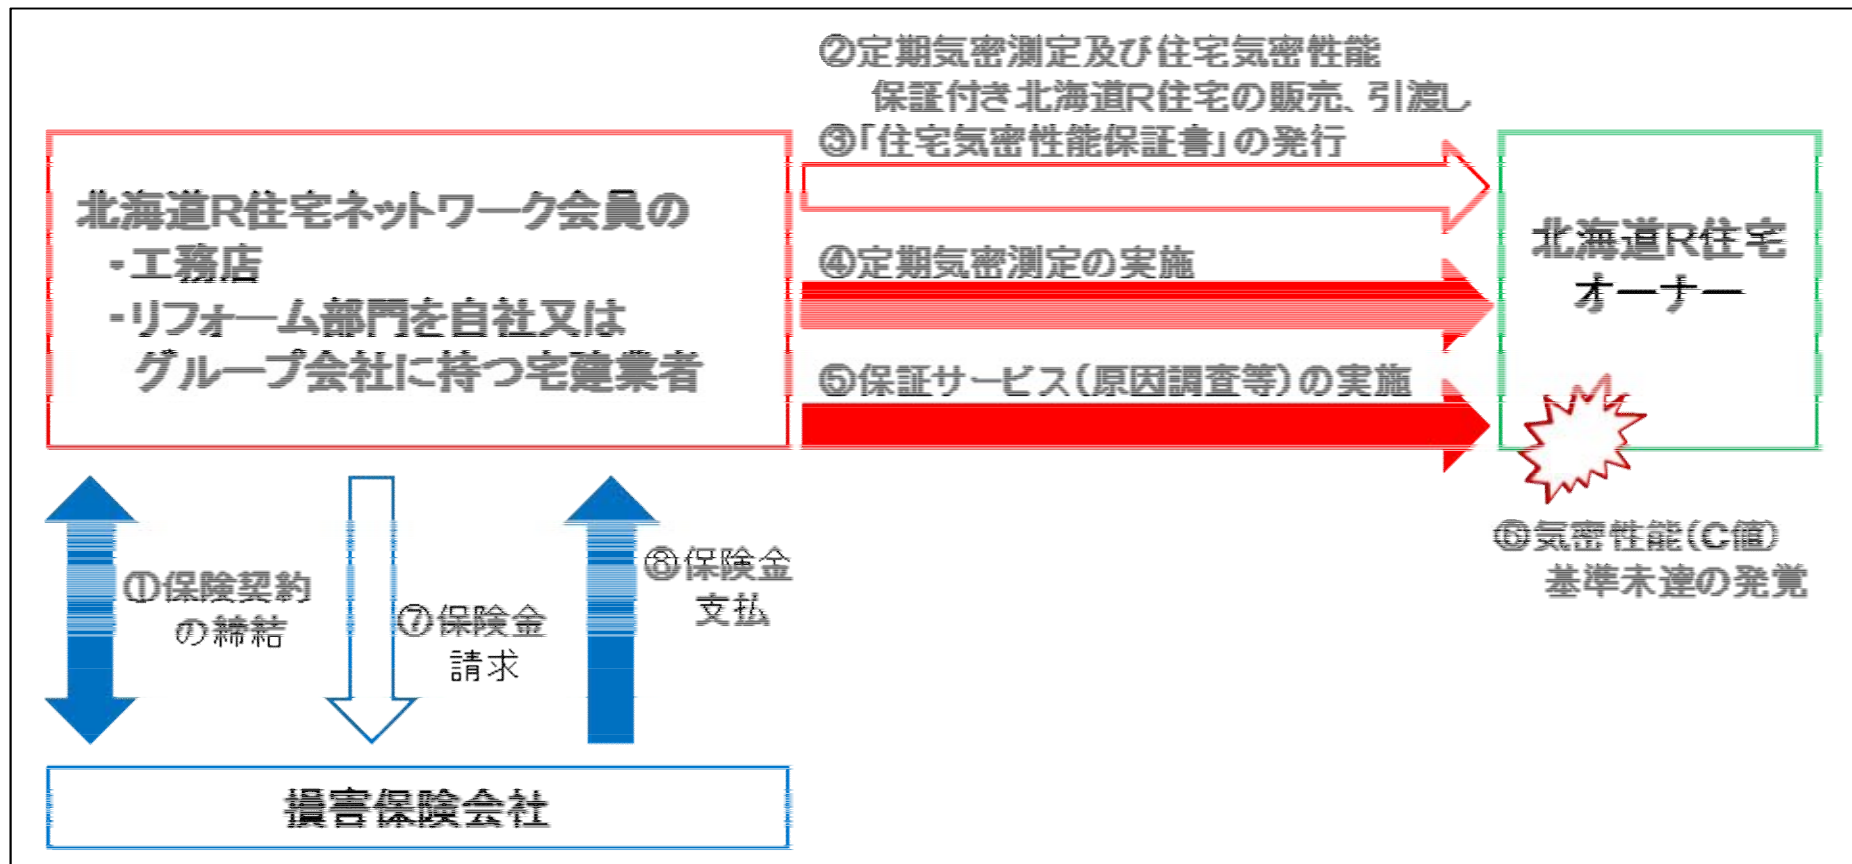 ②定期気密測定及び住宅気密性能
保証付き北海道R住宅の販売、引渡し
③「住宅気密性能保証書」の発行
北海道R住宅ネットワーク会員の
・工務店
・リフォーム部門を自社又は
グループ会社に持つ宅建業者
④定期気密測定の実施
⑤保証サービス(原因調査等)の実施
北海道R住宅
オーナー
⑥気密性能(C値)
基準未達の発覚
①保険契約
の締結
⑦保険金
請求
⑧保険金
支払
損害保険会社